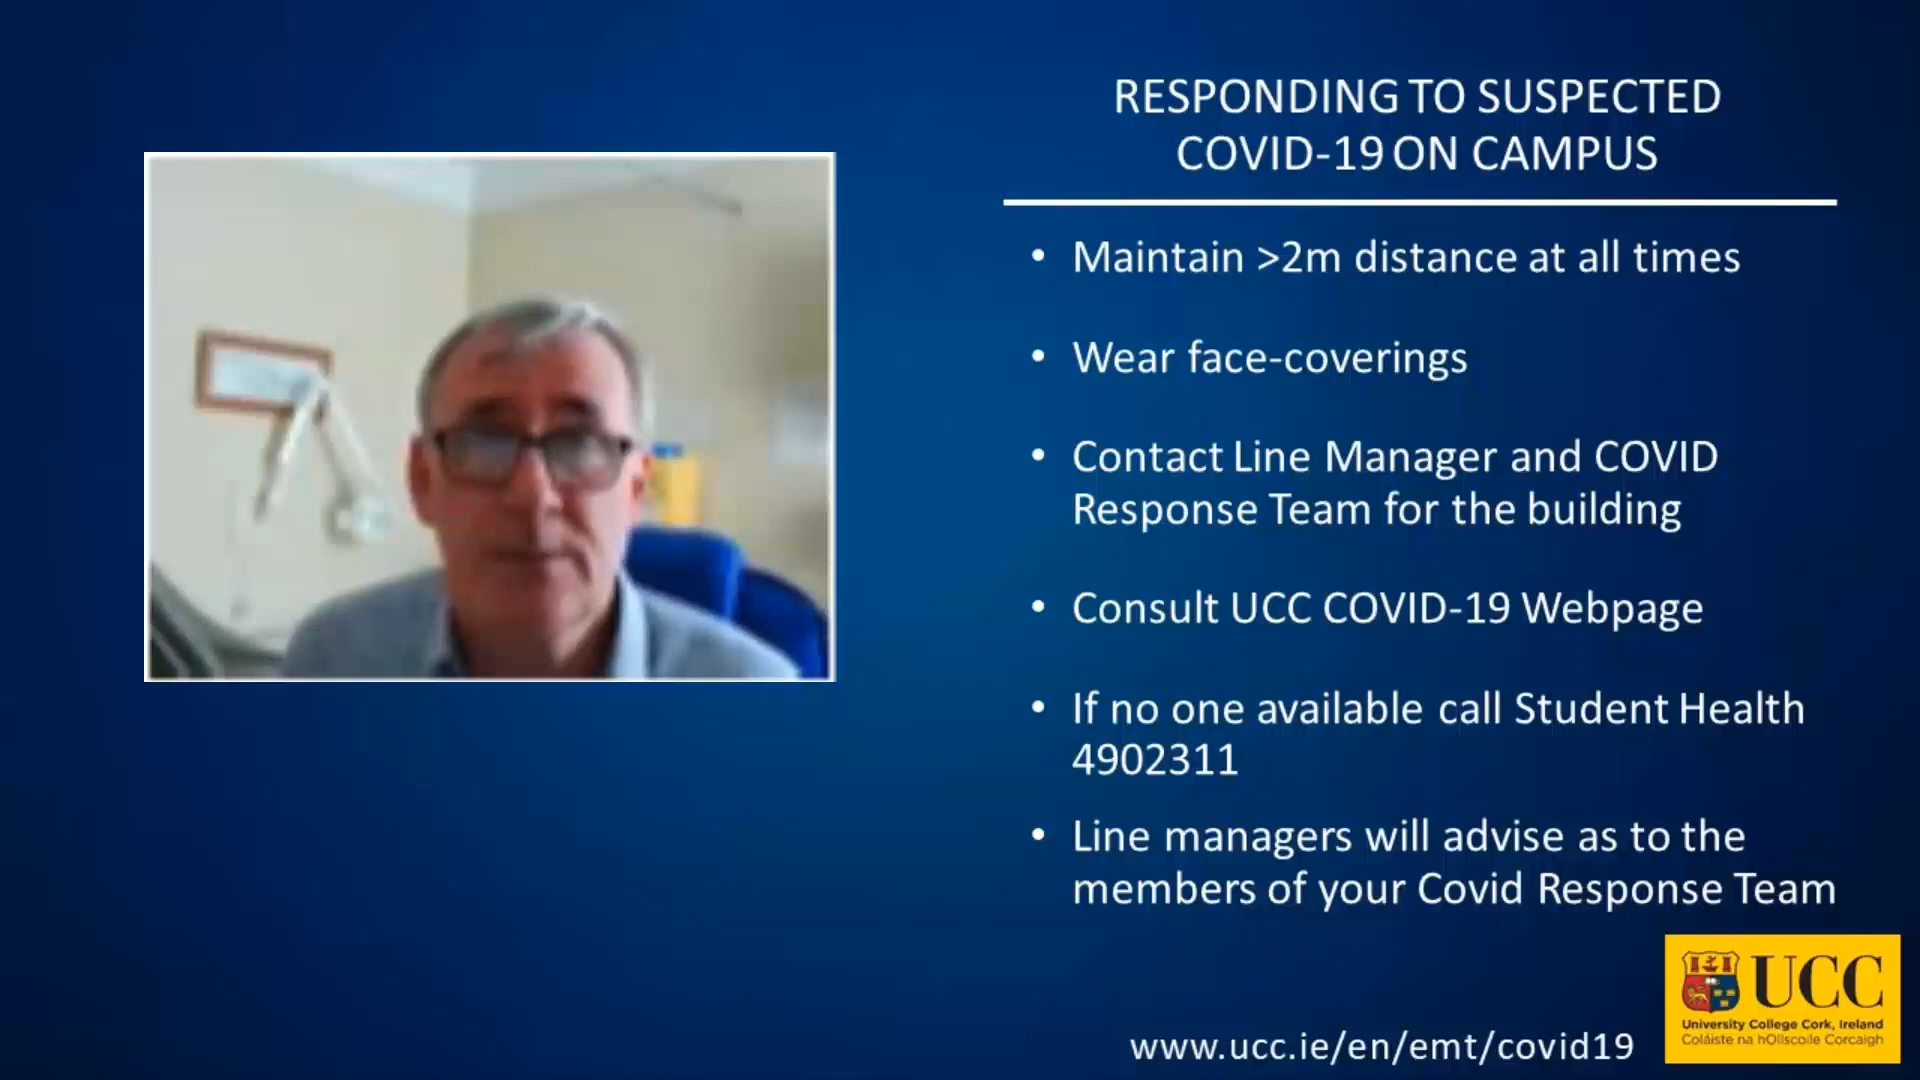 RESPONDING TO SUSPECTED
COVID-19 ON CAMPUS
• Maintain >2m distance at all times
• Wear face-coverings
• Contact Line Manager and COVID
Response Team for the building
• Consult UCC COVID-19 Webpage
• If no one available call Student Health
4902311
• Line managers will advise as to the
members of your Covid Response Team
UCC
University College Cork, Ireland
Coláiste na hOllscoile Corcaigh
www.ucc.ie/en/emt/covid19